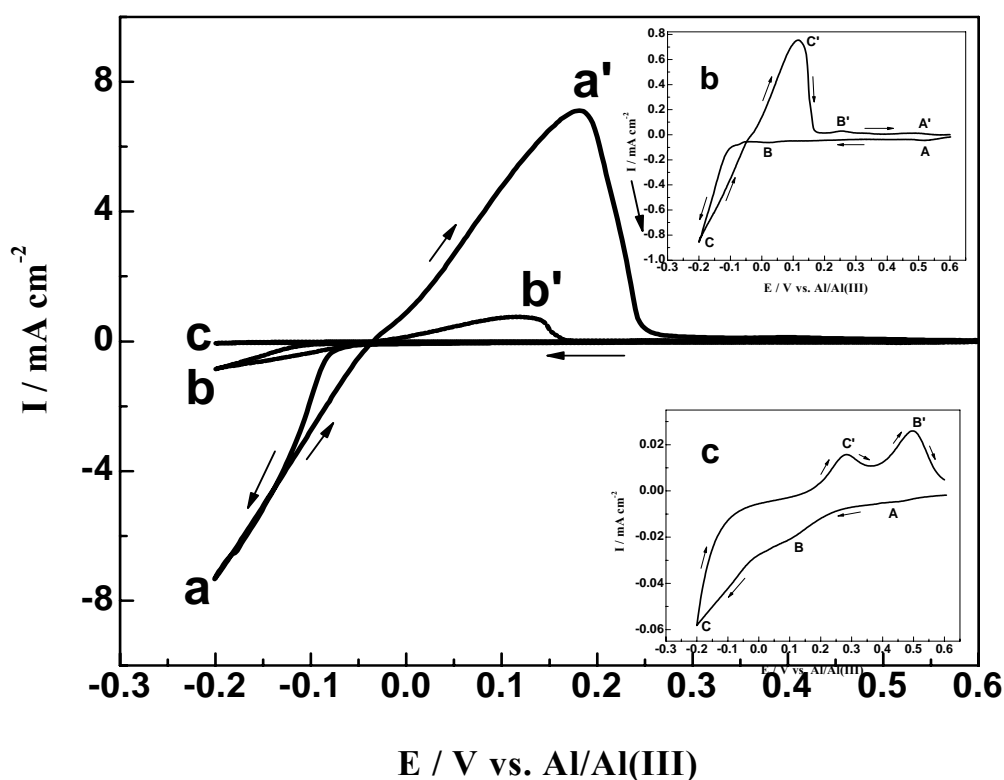 8
4
0
-4
-8
I / mA cm-2
-0.3 -0.2 -0.1 0.0 0.1 0.2 0.3 0.4 0.5 0.6
E / V vs. Al/Al(III)
a'
b'
c
b
a
b
0.8
0.6
0.4
0.2
0.0
-0.2
-0.4
-0.6
-0.8
-1.0
I / mA cm-2
C'
B'
A'
B
A
C
-0.3 -0.2 -0.1 0.0 0.1 0.2 0.3 0.4 0.5 0.6
E / V vs. Al/Al(III)
c
0.02
0.00
-0.02
-0.04
-0.06
I / mA cm-2
C'
B'
A
B
C
-0.3 -0.2 -0.1 0.0 0.1 0.2 0.3 0.4 0.5 0.6
E / V vs. Al/Al(III)